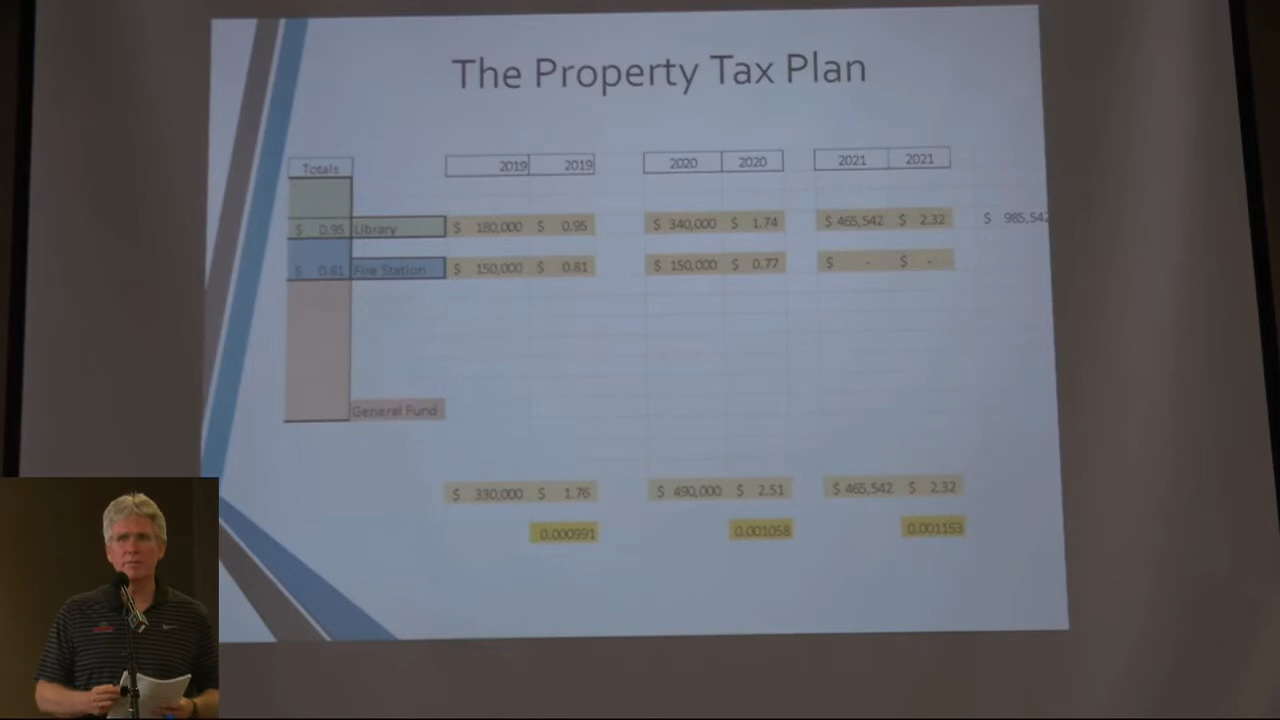 The Property Tax Plan
Totals 2019 2019 2020 2020 2021 2021
$ 0.95 Library $ 180,000 $ 0.95 $ 340,000 $ 1.74 $ 465,542 $ 2.32 $ 985,542
$ 0.81 Fire Station $ 150,000 $ 0.81 $ 150,000 $ 0.77 $ - $ -
General Fund
$ 330,000 $ 1.76 $ 490,000 $ 2.51 $ 465,542 $ 2.32
0.000991 0.001058 0.001153